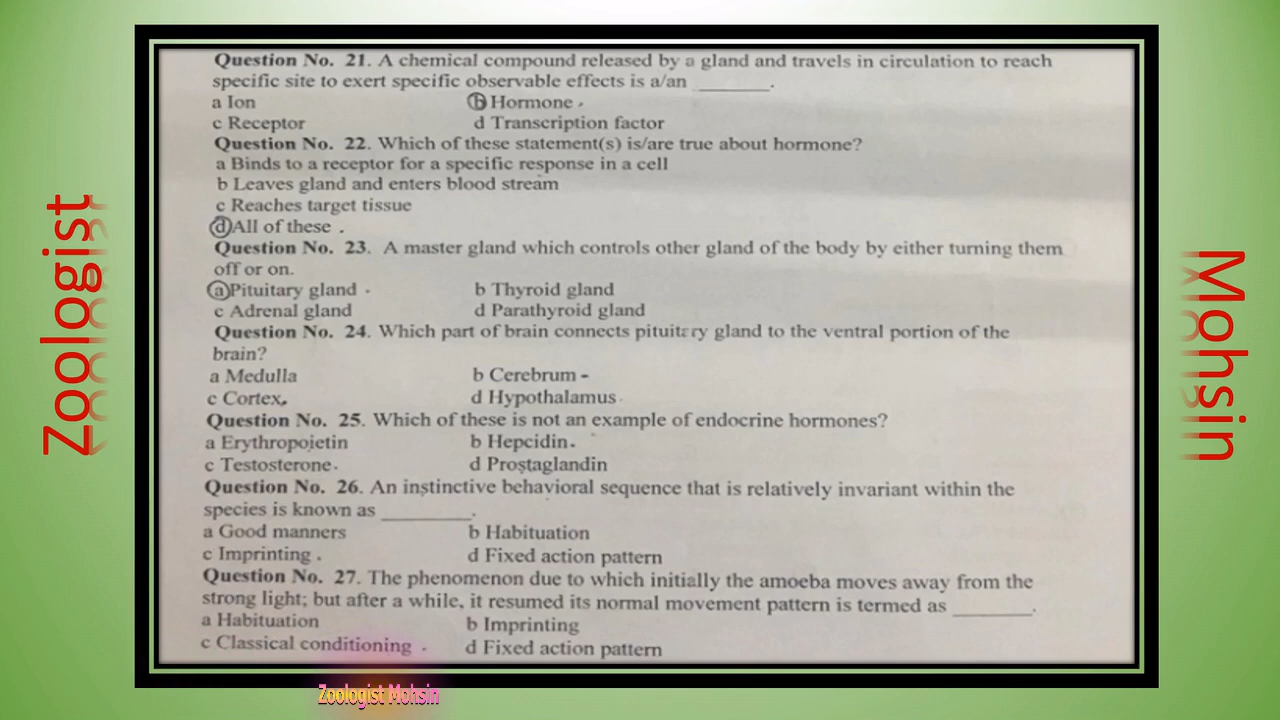 Question No. 21. A chemical compound released by a gland and travels in circulation to reach
specific site to exert specific observable effects is a/an ________.
a Ion b Hormone
c Receptor d Transcription factor
Question No. 22. Which of these statement(s) is/are true about hormone?
a Binds to a receptor for a specific response in a cell
b Leaves gland and enters blood stream
c Reaches target tissue
d All of these .
Question No. 23. A master gland which controls other gland of the body by either turning them
off or on.
a Pituitary gland b Thyroid gland
c Adrenal gland d Parathyroid gland
Question No. 24. Which part of brain connects pituitary gland to the ventral portion of the
brain?
a Medulla b Cerebrum
c Cortex d Hypothalamus
Question No. 25. Which of these is not an example of endocrine hormones?
a Erythropoietin b Hepcidin
c Testosterone d Prostaglandin
Question No. 26. An instinctive behavioral sequence that is relatively invariant within the
species is known as __________.
a Good manners b Habituation
c Imprinting d Fixed action pattern
Question No. 27. The phenomenon due to which initially the amoeba moves away from the
strong light; but after a while, it resumed its normal movement pattern is termed as _________.
a Habituation b Imprinting
c Classical conditioning d Fixed action pattern
Zoologist
Mohsin
Zoologist Mohsin